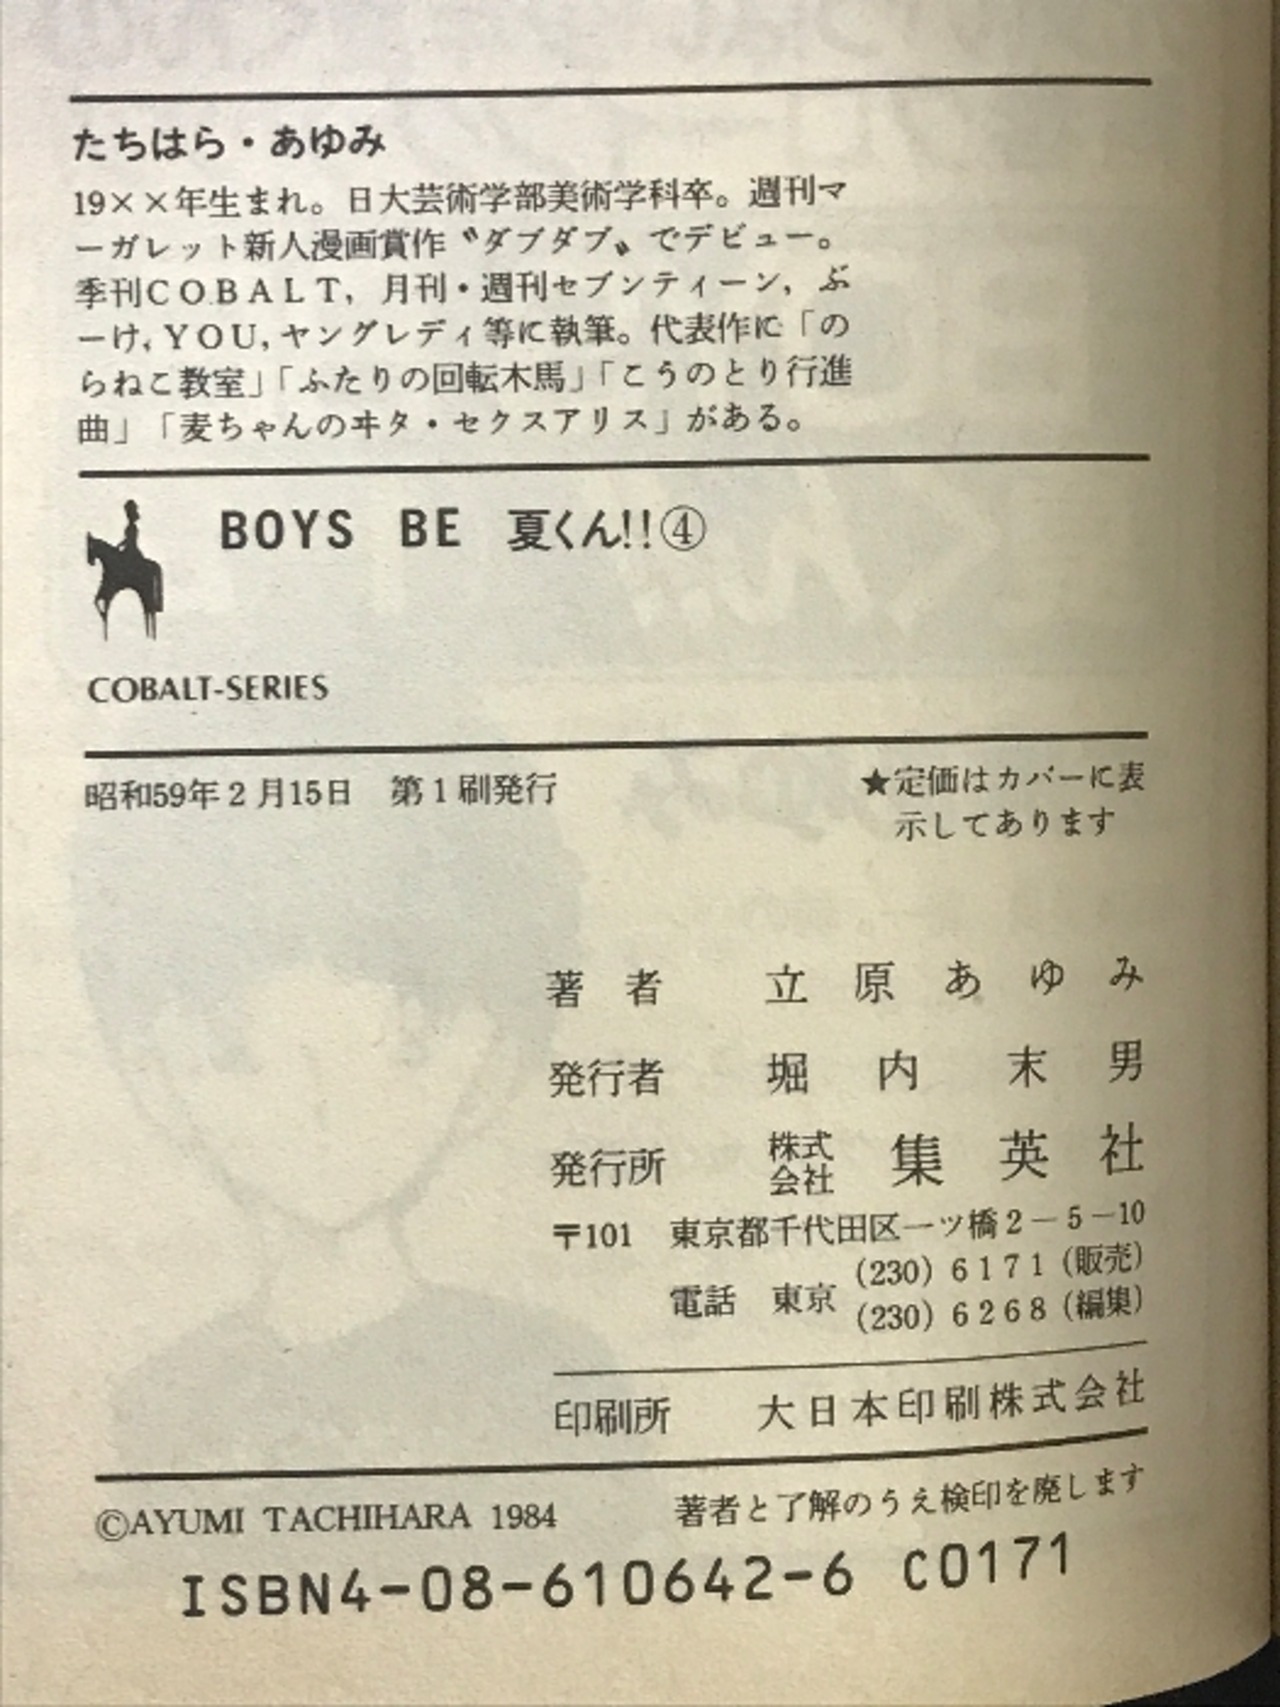 たちはら・あゆみ
19××年生まれ。日大芸術学部美術学科卒。週刊マ
ーガレット新人漫画賞作〝ダブダブ〟でデビュー。
季刊COBALT,月刊・週刊セブンティーン,ぶ
ーけ,YOU,ヤングレディ等に執筆。代表作に「の
らねこ教室」「ふたりの回転木馬」「こうのとり行進
曲」「麦ちゃんのヰタ・セクスアリス」がある。
BOYS BE 夏くん!!④
COBALT-SERIES
昭和59年2月15日 第1刷発行
★定価はカバーに表
示してあります
著者 立原あゆみ
発行者 堀内末男
発行所 株式会社 集英社
〒101 東京都千代田区一ツ橋2-5-10
電話 東京 (230)6171(販売)
(230)6268(編集)
印刷所 大日本印刷株式会社
©AYUMI TACHIHARA 1984 著者と了解のうえ検印を廃します
ISBN4-08-610642-6 C0171